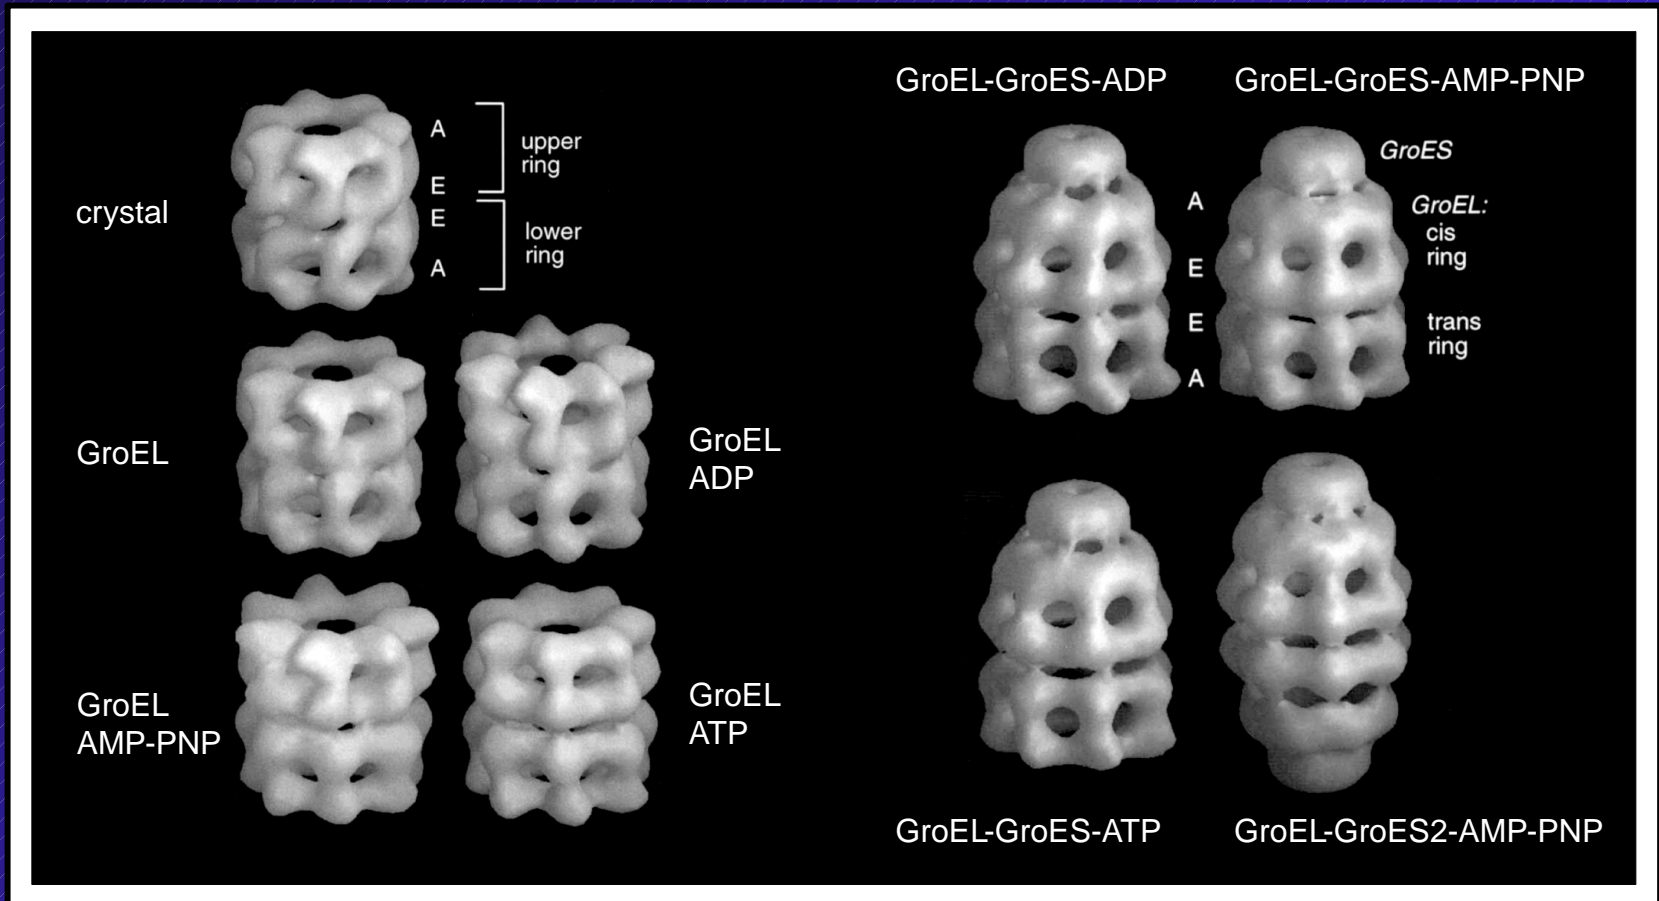 crystal
A
E
E
A
upper
ring
lower
ring
GroEL
GroEL
ADP
GroEL
AMP-PNP
GroEL
ATP
GroEL-GroES-ADP
GroEL-GroES-AMP-PNP
GroES
A
E
E
A
GroEL:
cis
ring
trans
ring
GroEL-GroES-ATP
GroEL-GroES2-AMP-PNP